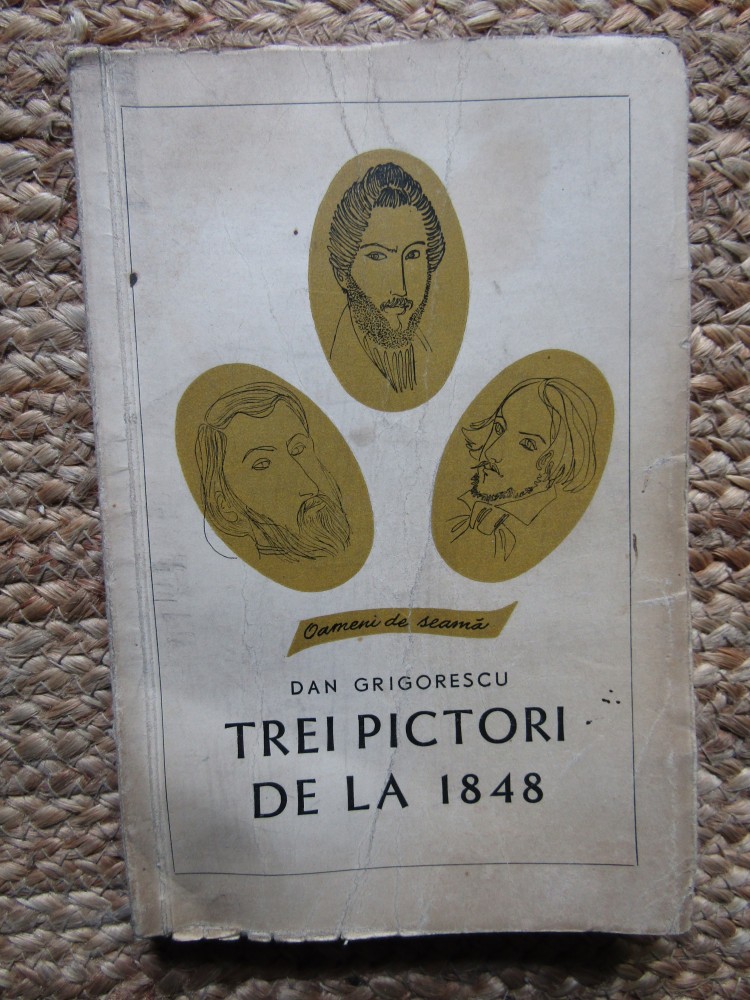 Oameni de seamă
DAN GRIGORESCU
TREI PICTORI
DE LA 1848